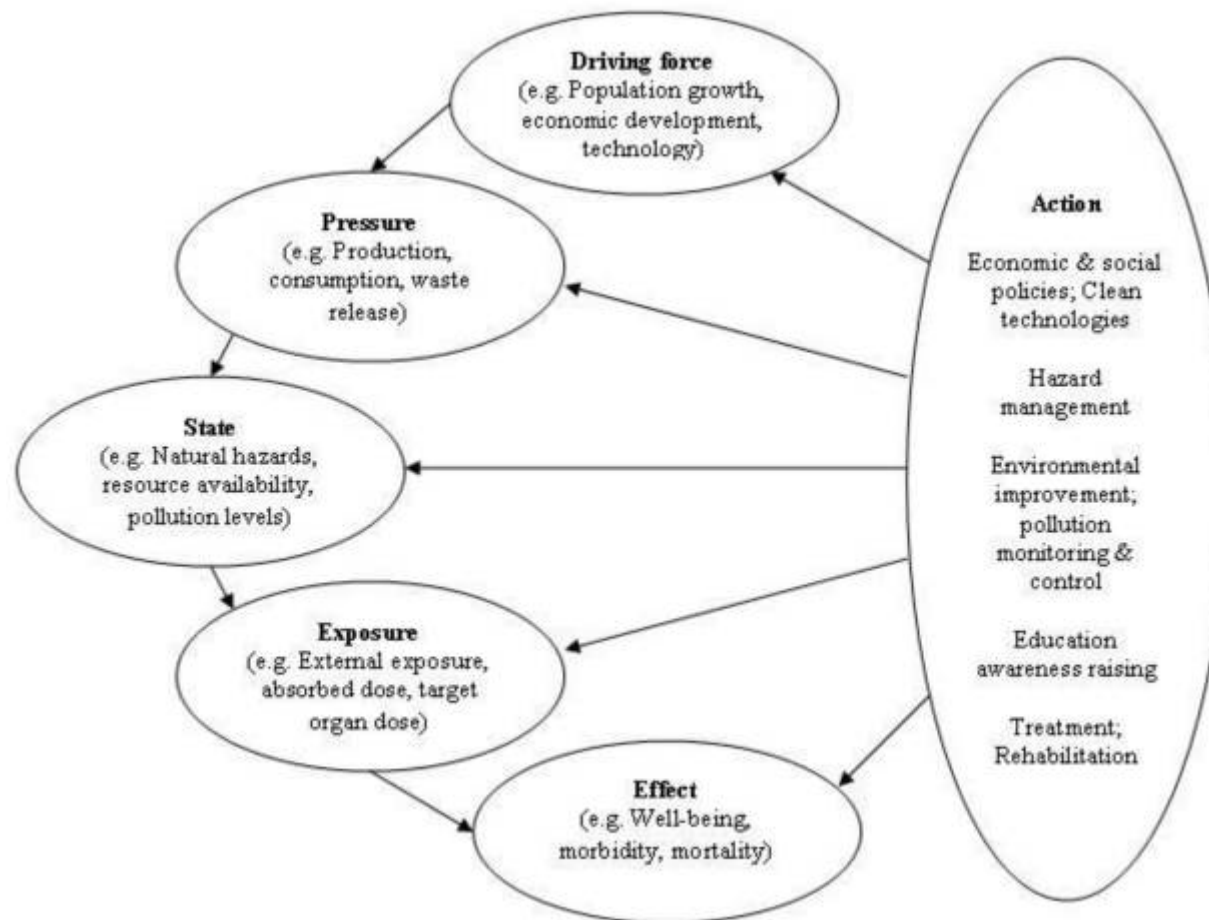 Driving force
(e.g. Population growth,
economic development,
technology)
Pressure
(e.g. Production,
consumption, waste
release)
State
(e.g. Natural hazards,
resource availability,
pollution levels)
Exposure
(e.g. External exposure,
absorbed dose, target
organ dose)
Effect
(e.g. Well-being,
morbidity, mortality)
Action
Economic & social
policies; Clean
technologies
Hazard
management
Environmental
improvement;
pollution
monitoring &
control
Education
awareness raising
Treatment;
Rehabilitation